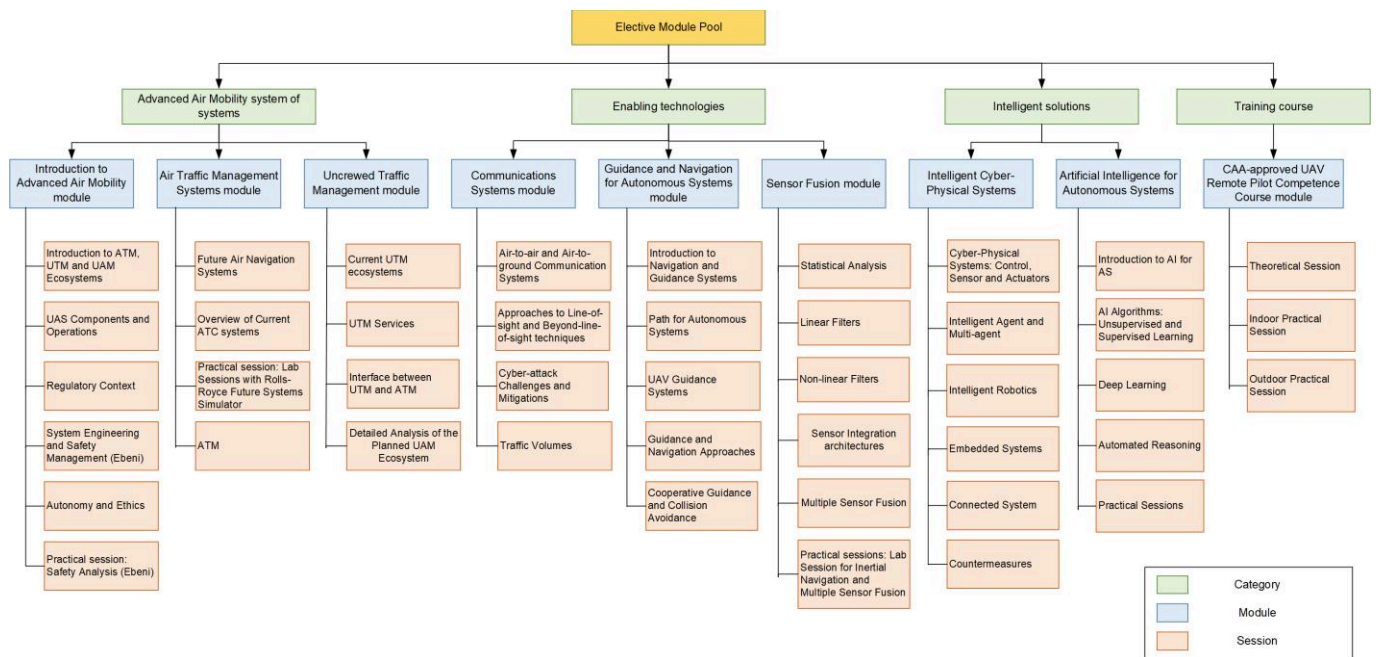 Elective Module Pool
Advanced Air Mobility system of
systems
Enabling technologies
Intelligent solutions
Training course
Introduction to
Advanced Air Mobility
module
Air Traffic Management
Systems module
Uncrewed Traffic
Management module
Communications
Systems module
Guidance and Navigation
for Autonomous Systems
module
Sensor Fusion module
Intelligent Cyber-
Physical Systems
Artificial Intelligence for
Autonomous Systems
CAA-approved UAV
Remote Pilot Competence
Course module
Introduction to ATM,
UTM and UAM
Ecosystems
UAS Components and
Operations
Regulatory Context
System Engineering
and Safety
Management (Ebeni)
Autonomy and Ethics
Practical session:
Safety Analysis (Ebeni)
Future Air Navigation
Systems
Overview of Current
ATC systems
Practical session: Lab
Sessions with Rolls-
Royce Future Systems
Simulator
ATM
Current UTM
ecosystems
UTM Services
Interface between
UTM and ATM
Detailed Analysis of the
Planned UAM
Ecosystem
Air-to-air and Air-to-
ground Communication
Systems
Approaches to Line-of-
sight and Beyond-line-
of-sight techniques
Cyber-attack
Challenges and
Mitigations
Traffic Volumes
Introduction to
Navigation and
Guidance Systems
Path for Autonomous
Systems
UAV Guidance
Systems
Guidance and
Navigation Approaches
Cooperative Guidance
and Collision
Avoidance
Statistical Analysis
Linear Filters
Non-linear Filters
Sensor Integration
architectures
Multiple Sensor Fusion
Practical sessions: Lab
Session for Inertial
Navigation and
Multiple Sensor Fusion
Cyber-Physical
Systems: Control,
Sensor and Actuators
Intelligent Agent and
Multi-agent
Intelligent Robotics
Embedded Systems
Connected System
Countermeasures
Introduction to AI for
AS
AI Algorithms:
Unsupervised and
Supervised Learning
Deep Learning
Automated Reasoning
Practical Sessions
Theoretical Session
Indoor Practical
Session
Outdoor Practical
Session
Category
Module
Session